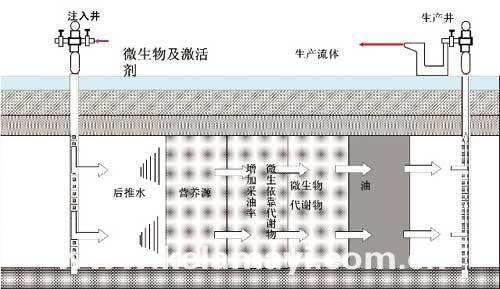 注入井
生产井
微生物及激活
剂
生产流体
后推水
营养源
增加采油率
微生依靠代谢物
微生物
代谢物
油